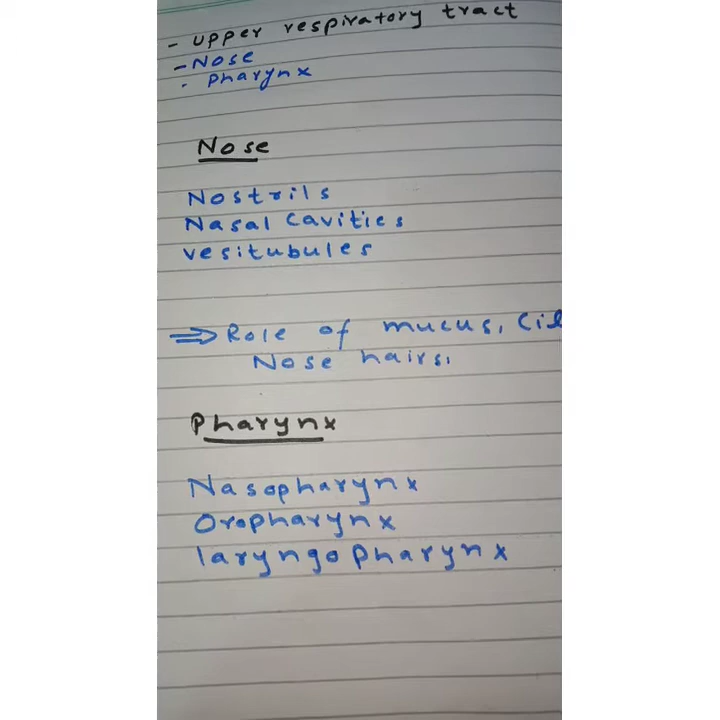 - upper respiratory tract
- Nose
- Pharynx
Nose
Nostrils
Nasal Cavities
vesitubules
⇒ Role of mucus, Cil
Nose hairs,
Pharynx
Nasopharynx
Oropharynx
laryngopharynx